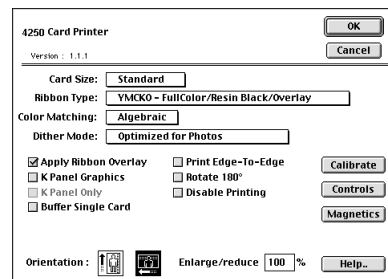 4250 Card Printer
OK
Version : 1.1.1
Cancel
Card Size: Standard
Ribbon Type: YMCKO - FullColor/Resin Black/Overlay
Color Matching: Algebraic
Dither Mode: Optimized for Photos
Apply Ribbon Overlay
Print Edge-To-Edge
Calibrate
K Panel Graphics
Rotate 180°
K Panel Only
Disable Printing
Controls
Buffer Single Card
Magnetics
Orientation :
Enlarge/reduce 100 %
Help..